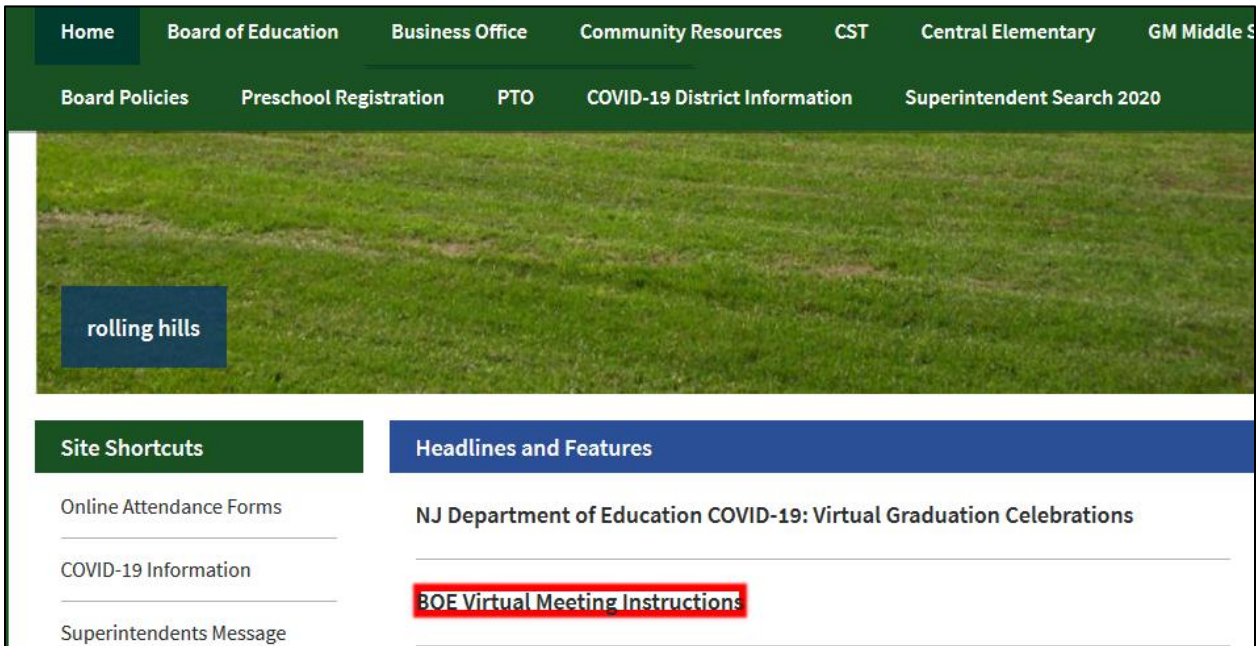 Home Board of Education Business Office Community Resources CST Central Elementary GM Middle S
Board Policies Preschool Registration PTO COVID-19 District Information Superintendent Search 2020
rolling hills
Site Shortcuts
Online Attendance Forms
COVID-19 Information
Superintendents Message
Headlines and Features
NJ Department of Education COVID-19: Virtual Graduation Celebrations
BOE Virtual Meeting Instructions